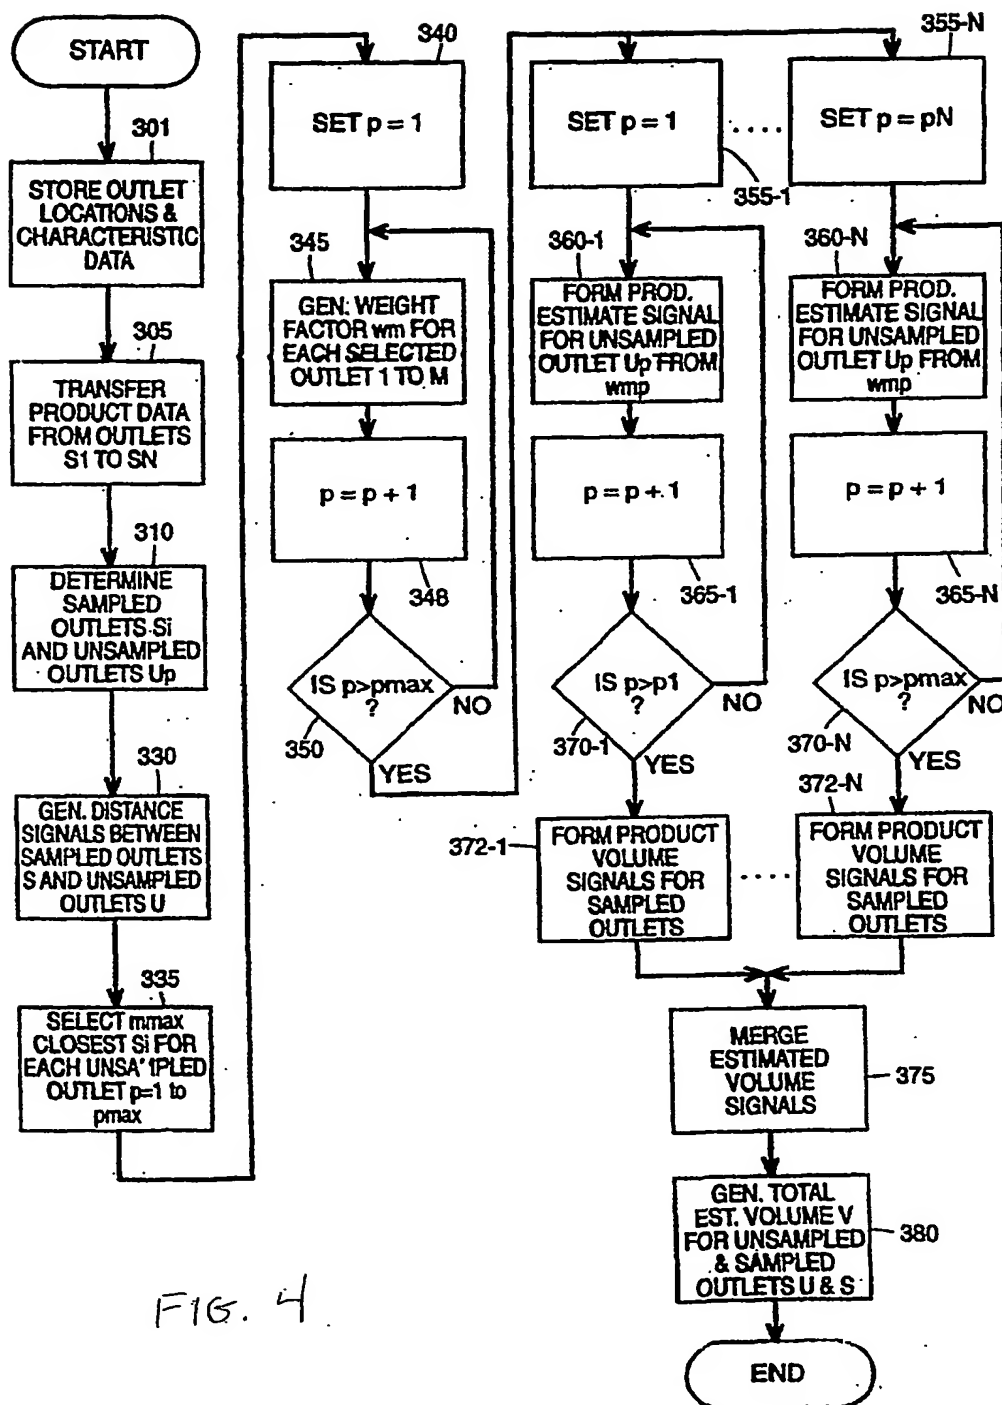 START
301
STORE OUTLET
LOCATIONS &
CHARACTERISTIC
DATA
305
TRANSFER
PRODUCT DATA
FROM OUTLETS
S1 TO SN
310
DETERMINE
SAMPLED
OUTLETS Si
AND UNSAMPLED
OUTLETS Up
330
GEN. DISTANCE
SIGNALS BETWEEN
SAMPLED OUTLETS
S AND UNSAMPLED
OUTLETS U
335
SELECT mmax
CLOSEST Si FOR
EACH UNSA' 1PLED
OUTLET p=1 to
pmax
340
SET p = 1
345
GEN: WEIGHT
FACTOR wm FOR
EACH SELECTED
OUTLET 1 TO M
p = p + 1
348
IS p>pmax
?
NO
350
YES
SET p = 1
355-1
360-1
FORM PROD.
ESTIMATE SIGNAL
FOR UNSAMPLED
OUTLET Up FROM
wmp
p = p + 1
365-1
IS p>p1
?
NO
370-1
YES
372-1
FORM PRODUCT
VOLUME
SIGNALS FOR
SAMPLED
OUTLETS
. . . .
355-N
SET p = pN
360-N
FORM PROD.
ESTIMATE SIGNAL
FOR UNSAMPLED
OUTLET Up FROM
wmp
p = p + 1
365-N
IS p>pmax
?
NO
370-N
YES
372-N
FORM PRODUCT
VOLUME
SIGNALS FOR
SAMPLED
OUTLETS
. . . .
MERGE
ESTIMATED
VOLUME
SIGNALS
375
GEN. TOTAL
EST. VOLUME V
FOR UNSAMPLED
& SAMPLED
OUTLETS U & S
380
END
FIG. 4